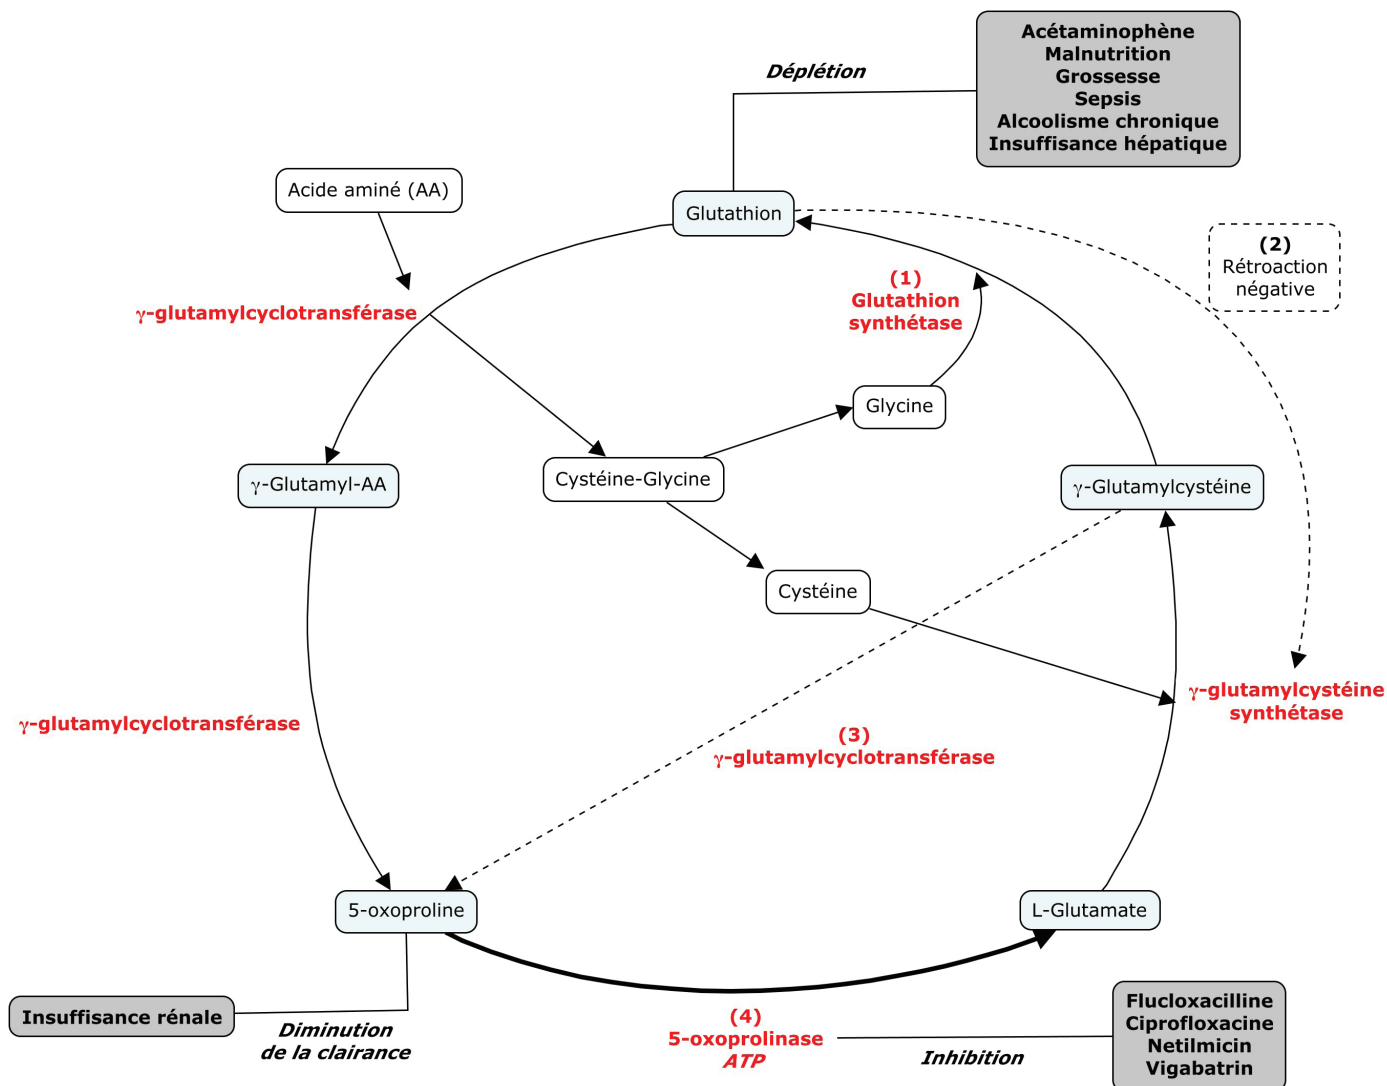 Acétaminophène
Malnutrition
Grossesse
Sepsis
Alcoolisme chronique
Insuffisance hépatique
Déplétion
Acide aminé (AA)
Glutathion
(2)
Rétroaction
négative
(1)
Glutathion
synthétase
γ-glutamylcyclotransférase
Glycine
γ-Glutamyl-AA
Cystéine-Glycine
γ-Glutamylcystéine
Cystéine
γ-glutamylcystéine
synthétase
γ-glutamylcyclotransférase
(3)
γ-glutamylcyclotransférase
5-oxoproline
L-Glutamate
Insuffisance rénale
Diminution
de la clairance
(4)
5-oxoprolinase
ATP
Inhibition
Flucloxacilline
Ciprofloxacine
Netilmicin
Vigabatrin